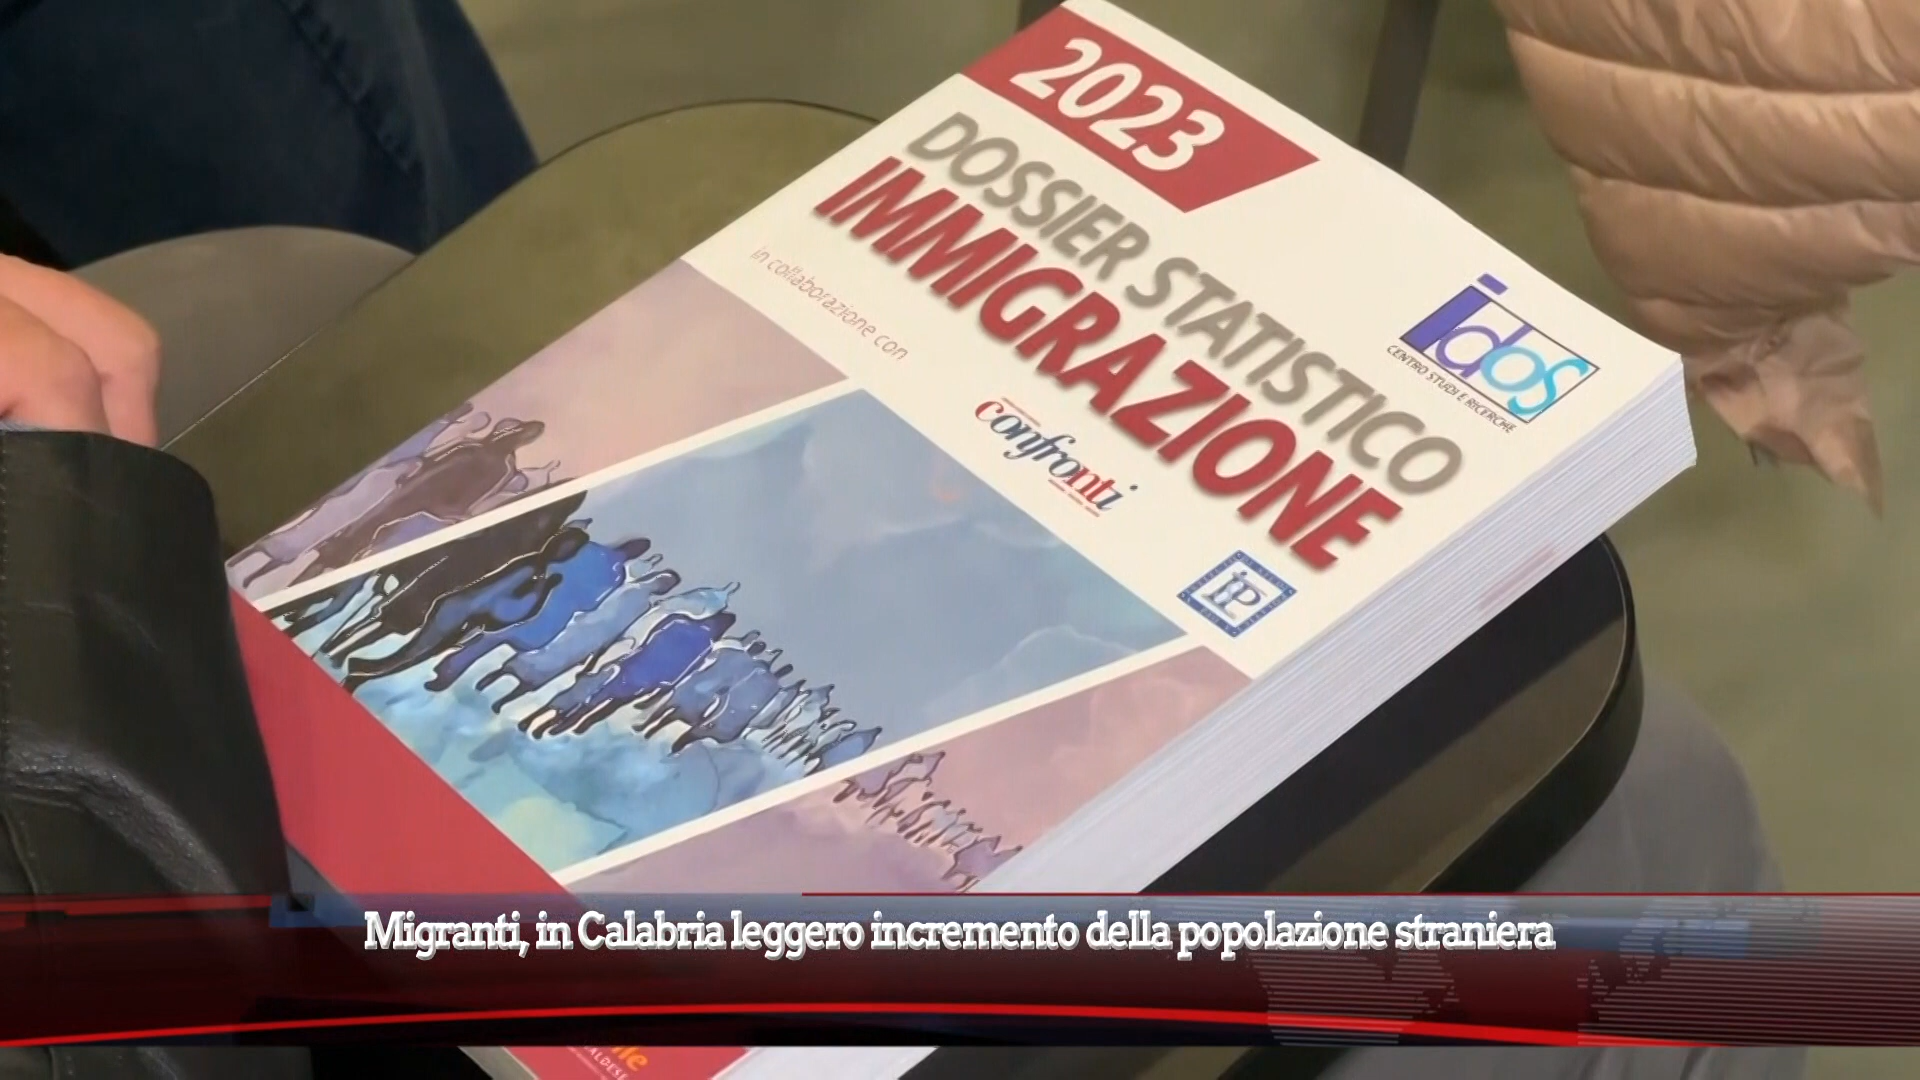 2023
DOSSIER STATISTICO
IMMIGRAZIONE
in collaborazione con
idos
CENTRO STUDI E RICERCHE
confronti
Migranti, in Calabria leggero incremento della popolazione straniera